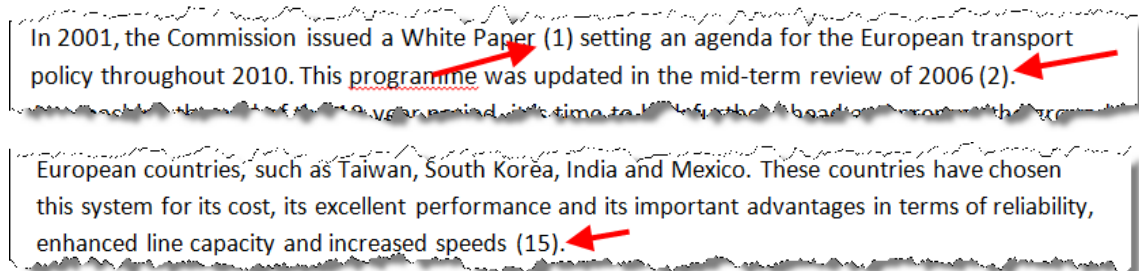 In 2001, the Commission issued a White Paper (1) setting an agenda for the European transport
policy throughout 2010. This programme was updated in the mid-term review of 2006 (2).
European countries, such as Taiwan, South Korea, India and Mexico. These countries have chosen
this system for its cost, its excellent performance and its important advantages in terms of reliability,
enhanced line capacity and increased speeds (15).